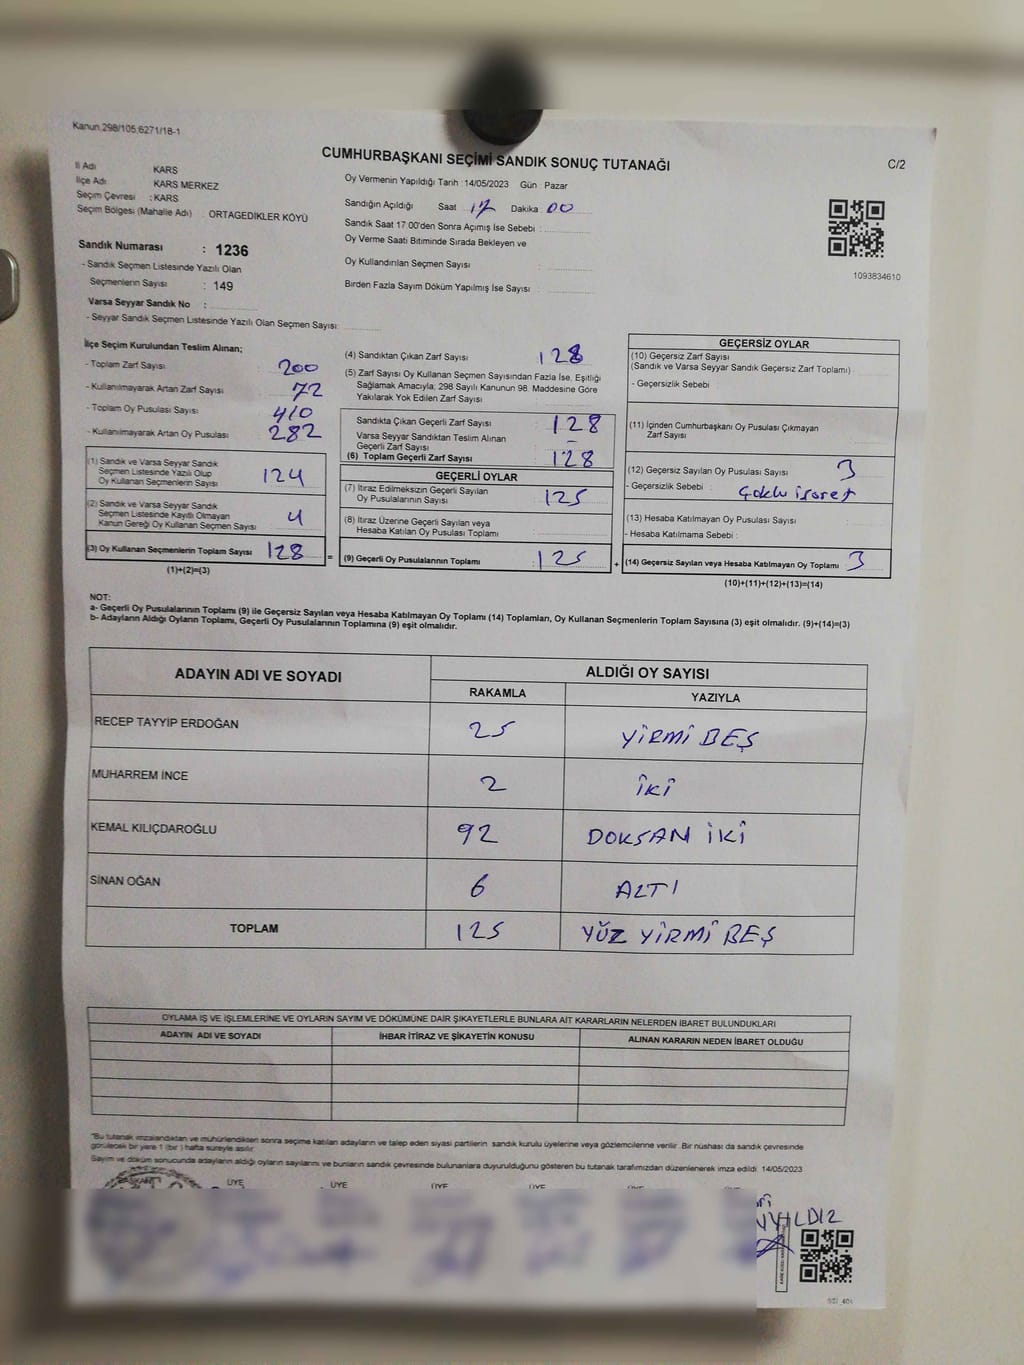 Kanun 298/105,6271/18-1
CUMHURBAŞKANI SEÇİMİ SANDIK SONUÇ TUTANAĞI
C/2
İl Adı KARS
İlçe Adı KARS MERKEZ
Seçim Çevresi : KARS
Seçim Bölgesi (Mahalle Adı) : ORTAGEDİKLER KÖYÜ
Oy Vermenin Yapıldığı Tarih 14/05/2023 Gün : Pazar
Sandığın Açıldığı Saat 17 Dakika : 00
Sandık Saat 17 00'den Sonra Açımış İse Sebebi :
Oy Verme Saati Bitiminde Sırada Bekleyen ve
Oy Kullandırılan Seçmen Sayısı :
Birden Fazla Sayım Döküm Yapılmış İse Sayısı :
1093834610
Sandık Numarası : 1236
- Sandık Seçmen Listesinde Yazılı Olan
Seçmenlerin Sayısı : 149
Varsa Seyyar Sandık No :
- Seyyar Sandık Seçmen Listesinde Yazılı Olan Seçmen Sayısı:
İlçe Seçim Kurulundan Teslim Alınan;
- Toplam Zarf Sayısı : 200
- Kullanılmayarak Artan Zarf Sayısı : 72
- Toplam Oy Pusulası Sayısı : 410
- Kullanılmayarak Artan Oy Pusulası : 282
(1) Sandık ve Varsa Seyyar Sandık
Seçmen Listesinde Yazılı Olup
Oy Kullanan Seçmenlerin Sayısı 124
(2) Sandık ve Varsa Seyyar Sandık
Seçmen Listesinde Kayıtlı Olmayan
Kanun Gereği Oy Kullanan Seçmen Sayısı 4
(3) Oy Kullanan Seçmenlerin Toplam Sayısı 128 =
(1)+(2)=(3)
(4) Sandıktan Çıkan Zarf Sayısı : 128
(5) Zarf Sayısı Oy Kullanan Seçmen Sayısından Fazla İse, Eşitliği
Sağlamak Amacıyla; 298 Sayılı Kanunun 98. Maddesine Göre
Yakılarak Yok Edilen Zarf Sayısı :
Sandıkta Çıkan Geçerli Zarf Sayısı : 128
Varsa Seyyar Sandıktan Teslim Alınan
Geçerli Zarf Sayısı : -
(6) Toplam Geçerli Zarf Sayısı : 128
GEÇERLİ OYLAR
(7) İtiraz Edilmeksizin Geçerli Sayılan
Oy Pusulalarının Sayısı : 125
(8) İtiraz Üzerine Geçerli Sayılan veya
Hesaba Katılan Oy Pusulası Toplamı :
(9) Geçerli Oy Pusulalarının Toplamı : 125 +
GEÇERSİZ OYLAR
(10) Geçersiz Zarf Sayısı
(Sandık ve Varsa Seyyar Sandık Geçersiz Zarf Toplamı)
- Geçersizlik Sebebi :
(11) İçinden Cumhurbaşkanı Oy Pusulası Çıkmayan
Zarf Sayısı :
(12) Geçersiz Sayılan Oy Pusulası Sayısı : 3
- Geçersizlik Sebebi : Çoklu işaret
(13) Hesaba Katılmayan Oy Pusulası Sayısı :
- Hesaba Katılmama Sebebi :
(14) Geçersiz Sayılan veya Hesaba Katılmayan Oy Toplamı : 3
(10)+(11)+(12)+(13)=(14)
NOT:
a- Geçerli Oy Pusulalarının Toplamı (9) ile Geçersiz Sayılan veya Hesaba Katılmayan Oy Toplamı (14) Toplamları, Oy Kullanan Seçmenlerin Toplam Sayısına (3) eşit olmalıdır. (9)+(14)=(3)
b- Adayların Aldığı Oyların Toplamı, Geçerli Oy Pusulalarının Toplamına (9) eşit olmalıdır.
ADAYIN ADI VE SOYADI ALDIĞI OY SAYISI
RAKAMLA YAZIYLA
RECEP TAYYİP ERDOĞAN 25 YİRMİ BEŞ
MUHARREM İNCE 2 İKİ
KEMAL KILIÇDAROĞLU 92 DOKSAN İKİ
SİNAN OĞAN 6 ALTI
TOPLAM 125 YÜZ YİRMİ BEŞ
OYLAMA İŞ VE İŞLEMLERİNE VE OYLARIN SAYIM VE DÖKÜMÜNE DAİR ŞİKAYETLERLE BUNLARA AİT KARARLARIN NELERDEN İBARET BULUNDUKLARI
ADAYIN ADI VE SOYADI İHBAR İTİRAZ VE ŞİKAYETİN KONUSU ALINAN KARARIN NEDEN İBARET OLDUĞU
"Bu tutanak imzalandıktan ve mühürlendikten sonra seçime katılan adayların ve talep eden siyasi partilerin sandık kurulu üyelerine veya gözlemcilerine verilir. Bir nüshası da sandık çevresinde
görülecek bir yere 1 (bir ) hafta süreyle asılır.
Sayım ve döküm sonucunda adayların aldığı oyların sayılarını ve bunların sandık çevresinde bulunanlara duyurulduğunu gösteren bu tutanak tarafımızdan düzenlenerek imza edildi. 14/05/2023
BAŞKAN ÜYE ÜYE ÜYE ÜYE
YILDIZ